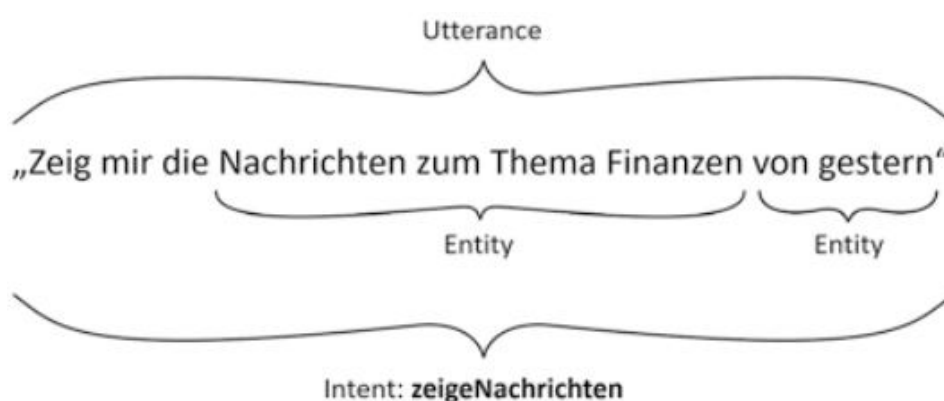 Utterance
„Zeig mir die Nachrichten zum Thema Finanzen von gestern“
Entity Entity
Intent: zeigeNachrichten